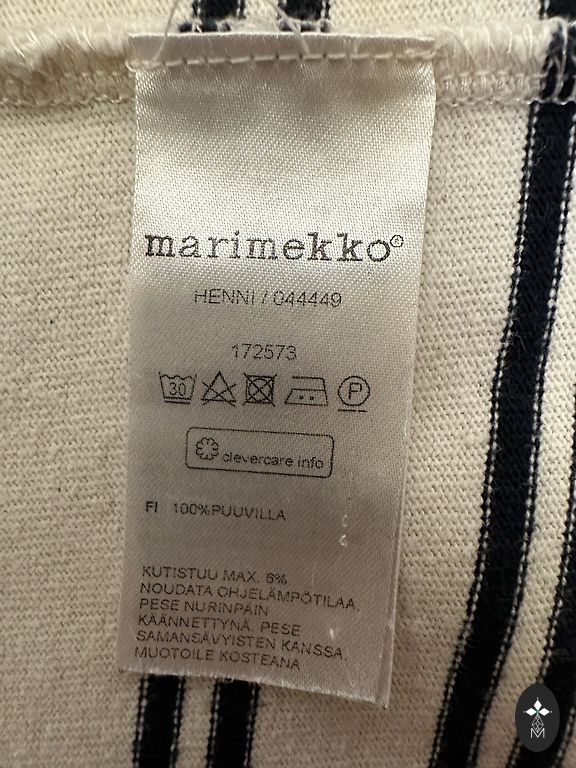 marimekko®
HENNI / 044449
172573
30 P
clevercare info
FI 100%PUUVILLA
KUTISTUU MAX. 6%
NOUDATA OHJELÄMPÖTILAA,
PESE NURINPÄIN
KÄÄNNETTYNÄ, PESE
SAMANSÄVYISTEN KANSSA,
MUOTOILE KOSTEANA
M